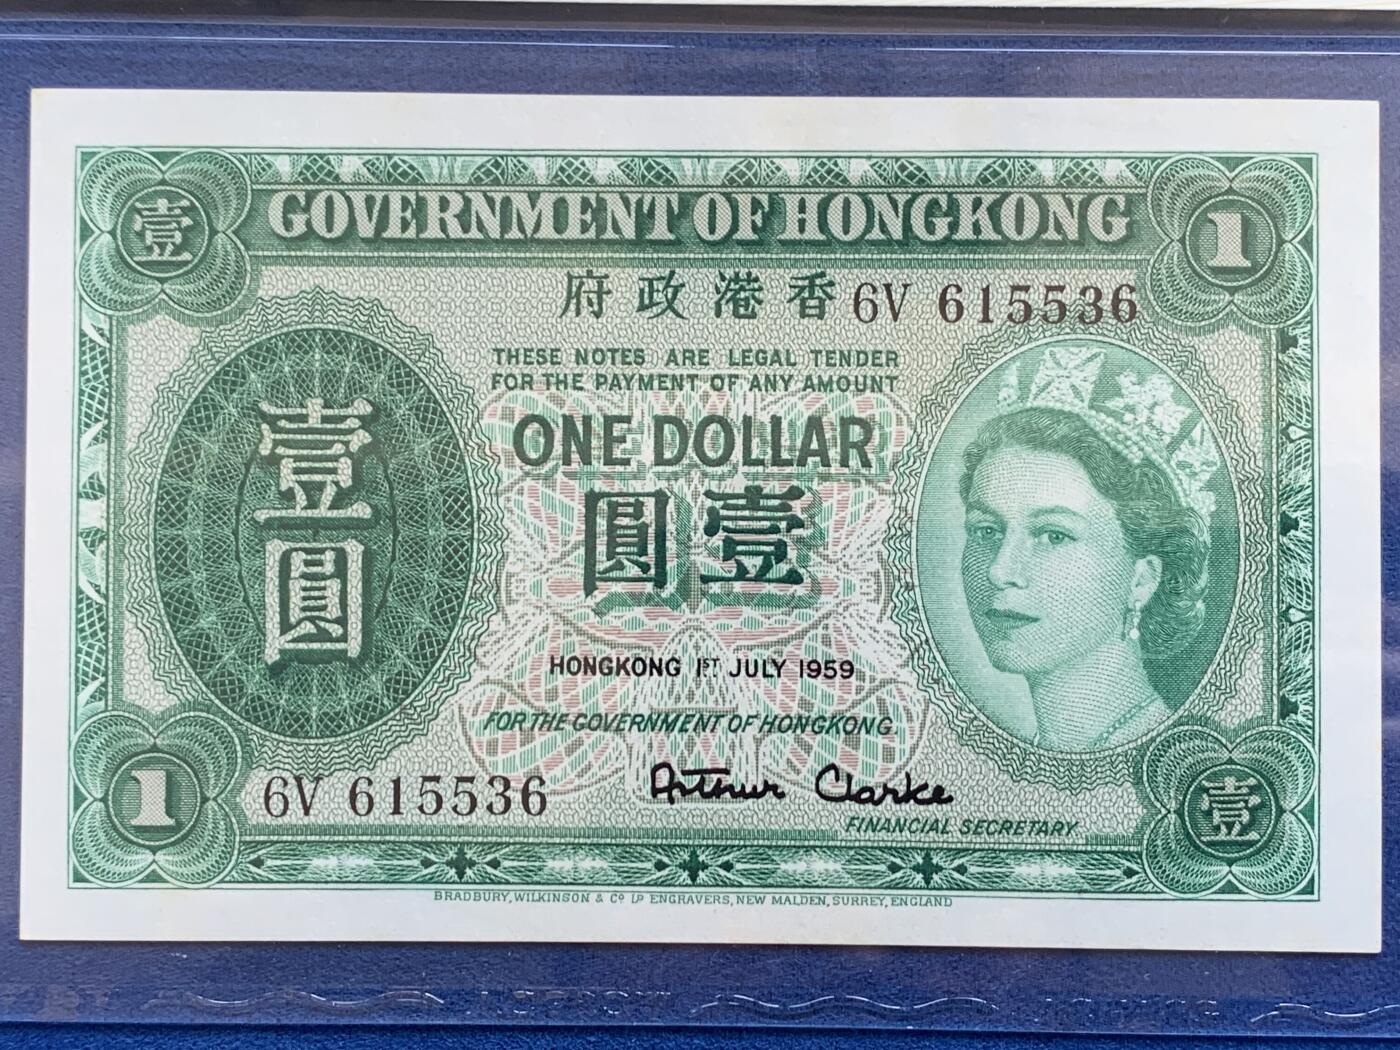 壹
GOVERNMENT OF HONGKONG
1
府政港香
6V 615536
THESE NOTES ARE LEGAL TENDER
FOR THE PAYMENT OF ANY AMOUNT
ONE DOLLAR
壹圓
圓壹
HONGKONG 1ST JULY 1959
FOR THE GOVERNMENT OF HONGKONG
6V 615536
Arthur Clarke
FINANCIAL SECRETARY
1
壹
BRADBURY, WILKINSON & Co Ld ENGRAVERS, NEW MALDEN, SURREY, ENGLAND